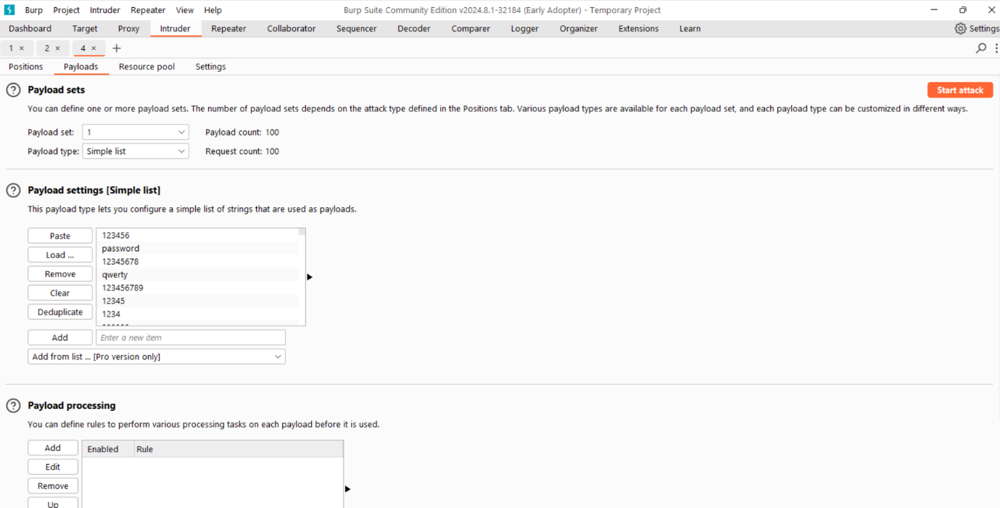 Burp Project Intruder Repeater View Help Burp Suite Community Edition v2024.8.1-32184 (Early Adopter) - Temporary Project
Dashboard Target Proxy Intruder Repeater Collaborator Sequencer Decoder Comparer Logger Organizer Extensions Learn Settings
1 × 2 × 4 × +
Positions Payloads Resource pool Settings
? Payload sets Start attack
You can define one or more payload sets. The number of payload sets depends on the attack type defined in the Positions tab. Various payload types are available for each payload set, and each payload type can be customized in different ways.
Payload set: 1 Payload count: 100
Payload type: Simple list Request count: 100
? Payload settings [Simple list]
This payload type lets you configure a simple list of strings that are used as payloads.
Paste 123456
password
Load ... 12345678
Remove qwerty
123456789
Clear 12345
Deduplicate 1234
Add Enter a new item
Add from list ... [Pro version only]
? Payload processing
You can define rules to perform various processing tasks on each payload before it is used.
Add Enabled Rule
Edit
Remove
Up